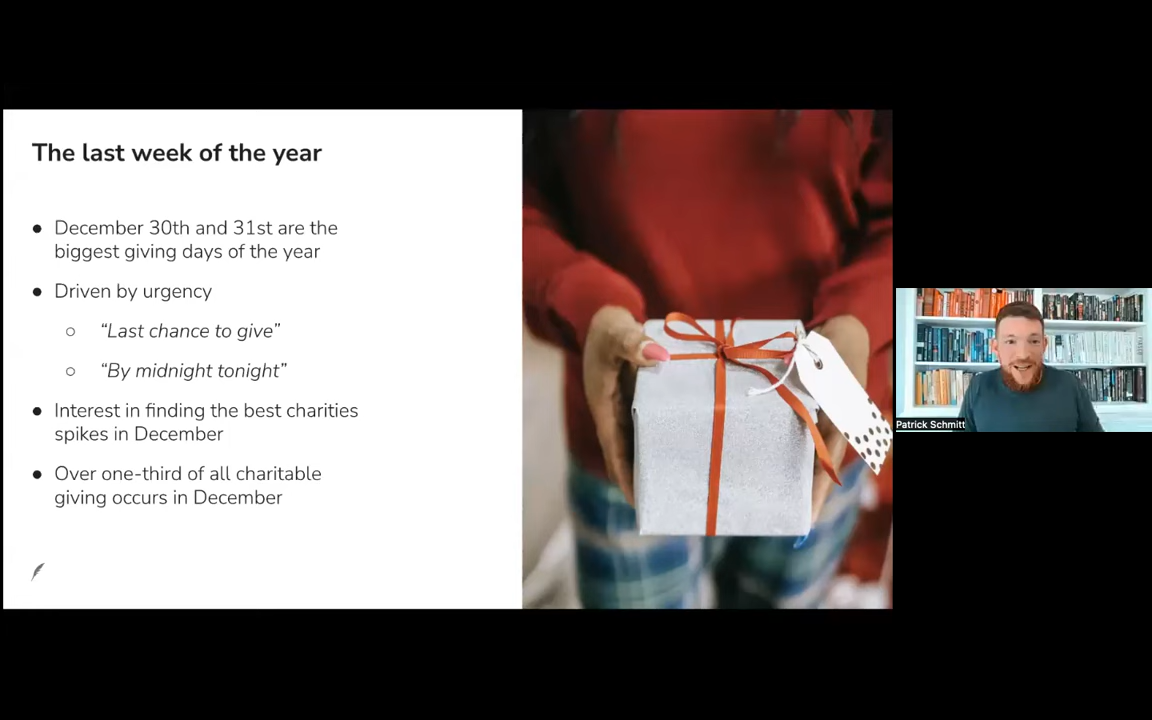 The last week of the year
● December 30th and 31st are the
biggest giving days of the year
● Driven by urgency
○ “Last chance to give”
○ “By midnight tonight”
● Interest in finding the best charities
spikes in December
● Over one-third of all charitable
giving occurs in December
Patrick Schmitt